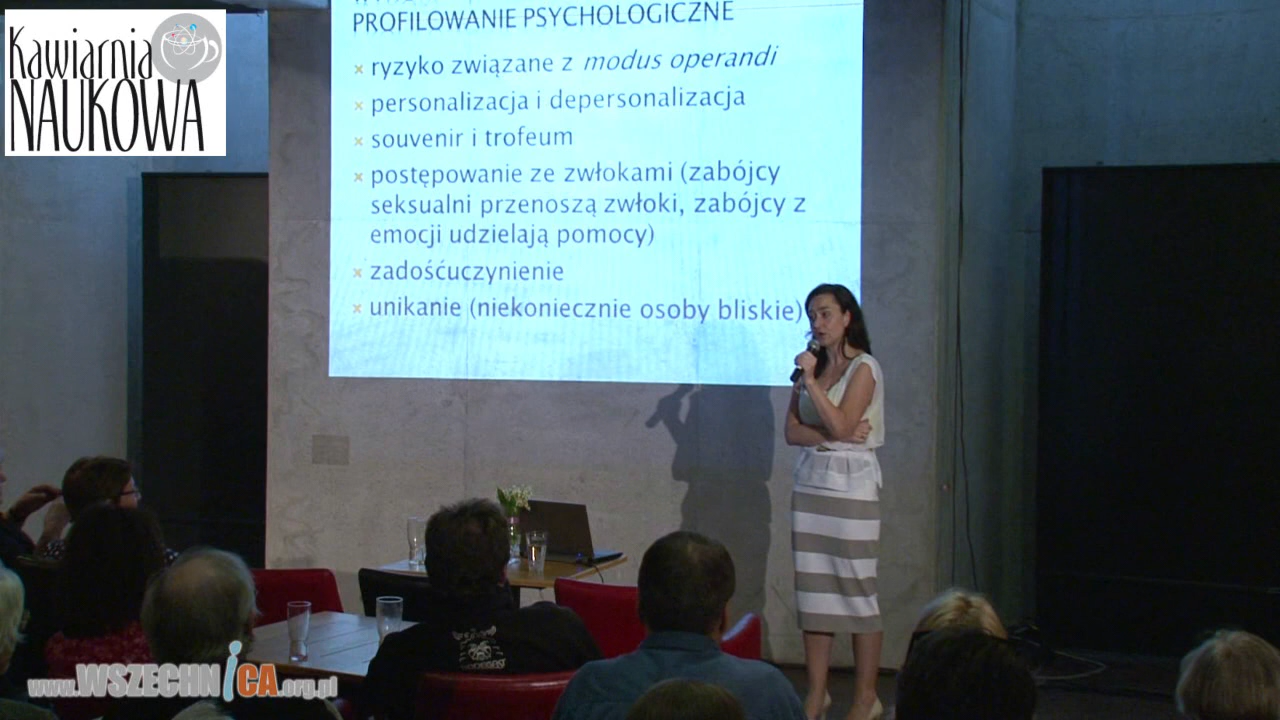 Kawiarnia
NAUKOWA
PROFILOWANIE PSYCHOLOGICZNE
ryzyko związane z modus operandi
personalizacja i depersonalizacja
souvenir i trofeum
postępowanie ze zwłokami (zabójcy
seksualni przenoszą zwłoki, zabójcy z
emocji udzielają pomocy)
zadośćuczynienie
unikanie (niekoniecznie osoby bliskie)
www.WSZECHNiCA.org.pl